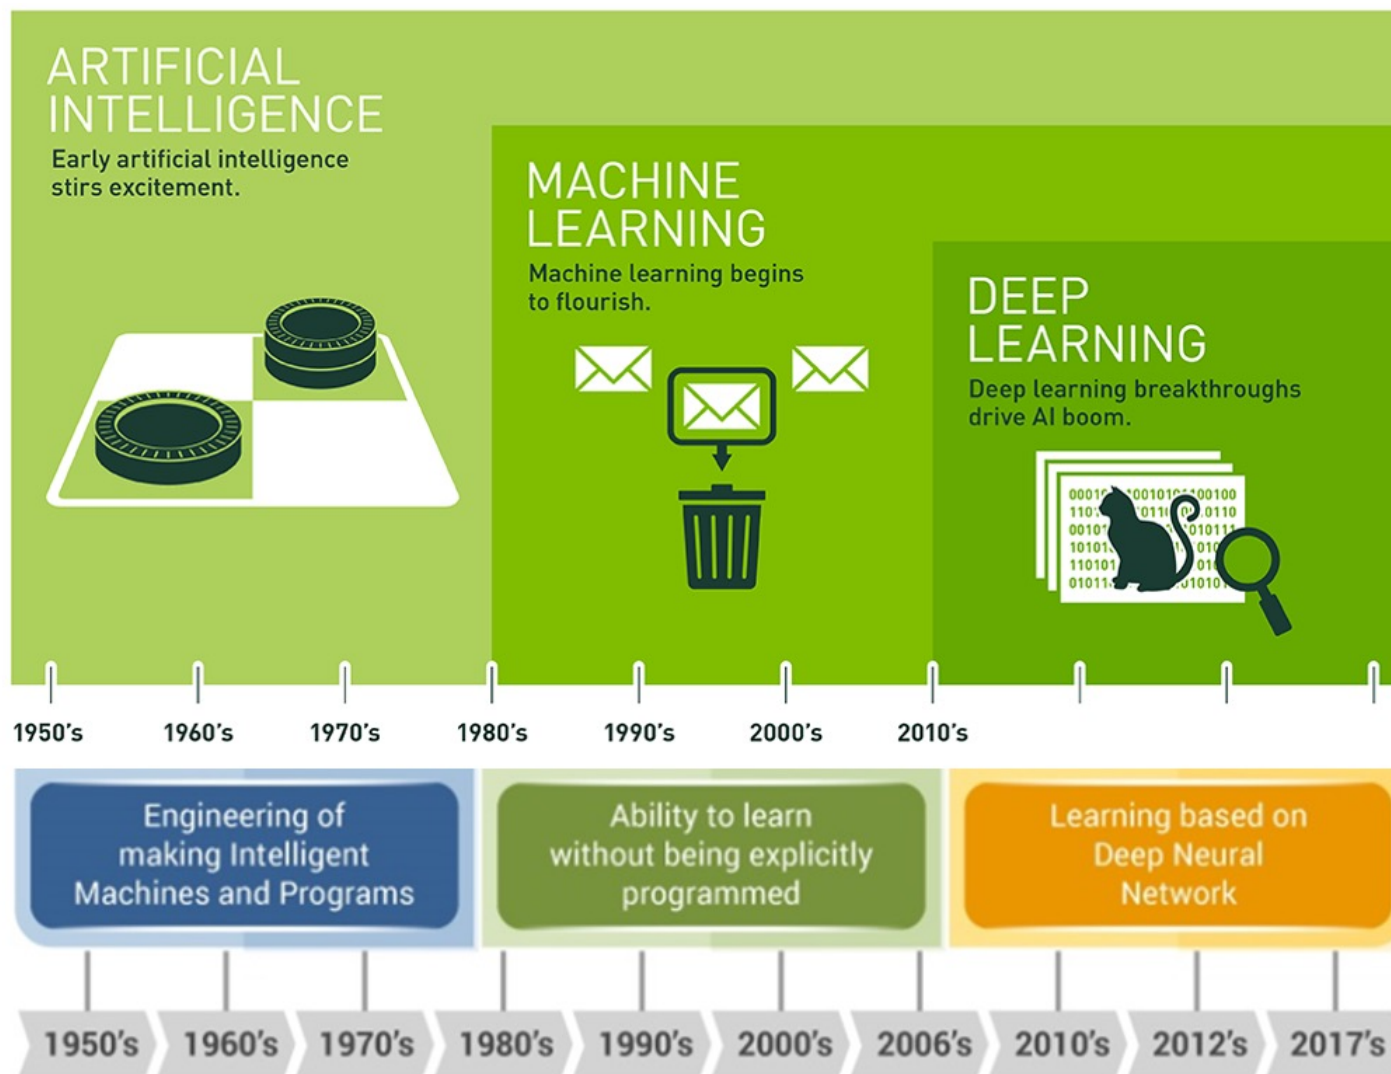 ARTIFICIAL
INTELLIGENCE
Early artificial intelligence
stirs excitement.
MACHINE
LEARNING
Machine learning begins
to flourish.
DEEP
LEARNING
Deep learning breakthroughs
drive AI boom.
1950's 1960's 1970's 1980's 1990's 2000's 2010's
Engineering of
making Intelligent
Machines and Programs
Ability to learn
without being explicitly
programmed
Learning based on
Deep Neural
Network
1950's 1960's 1970's 1980's 1990's 2000's 2006's 2010's 2012's 2017's